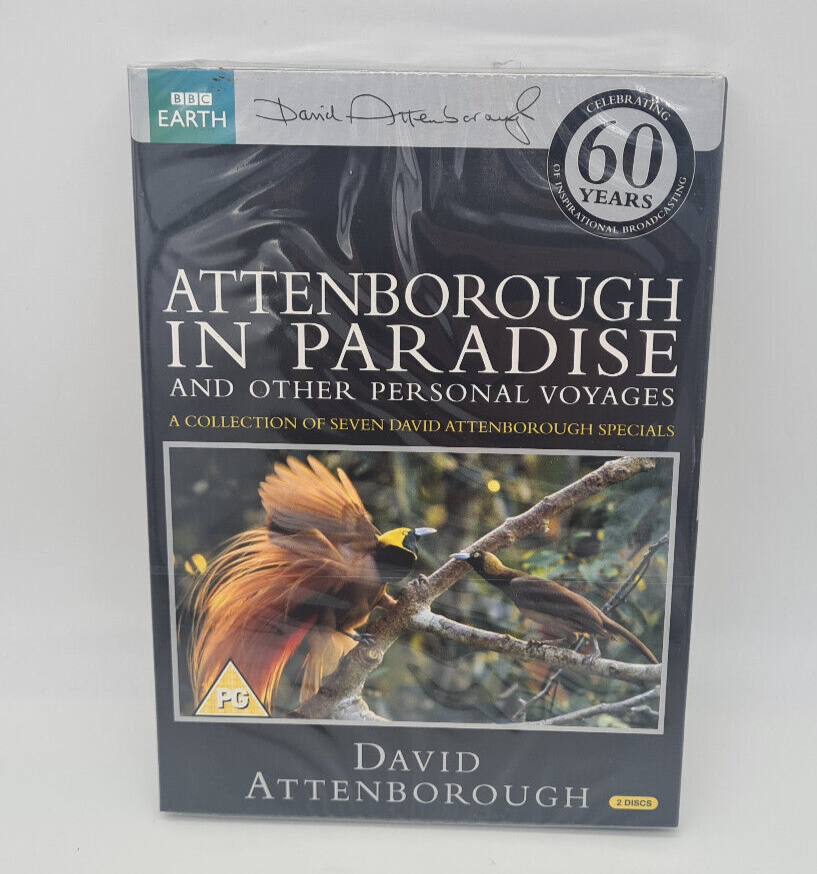 BBC
EARTH
David Attenborough
CELEBRATING
60
YEARS
OF INSPIRATIONAL BROADCASTING
ATTENBOROUGH
IN PARADISE
AND OTHER PERSONAL VOYAGES
A COLLECTION OF SEVEN DAVID ATTENBOROUGH SPECIALS
PG
DAVID
ATTENBOROUGH
2 DISCS